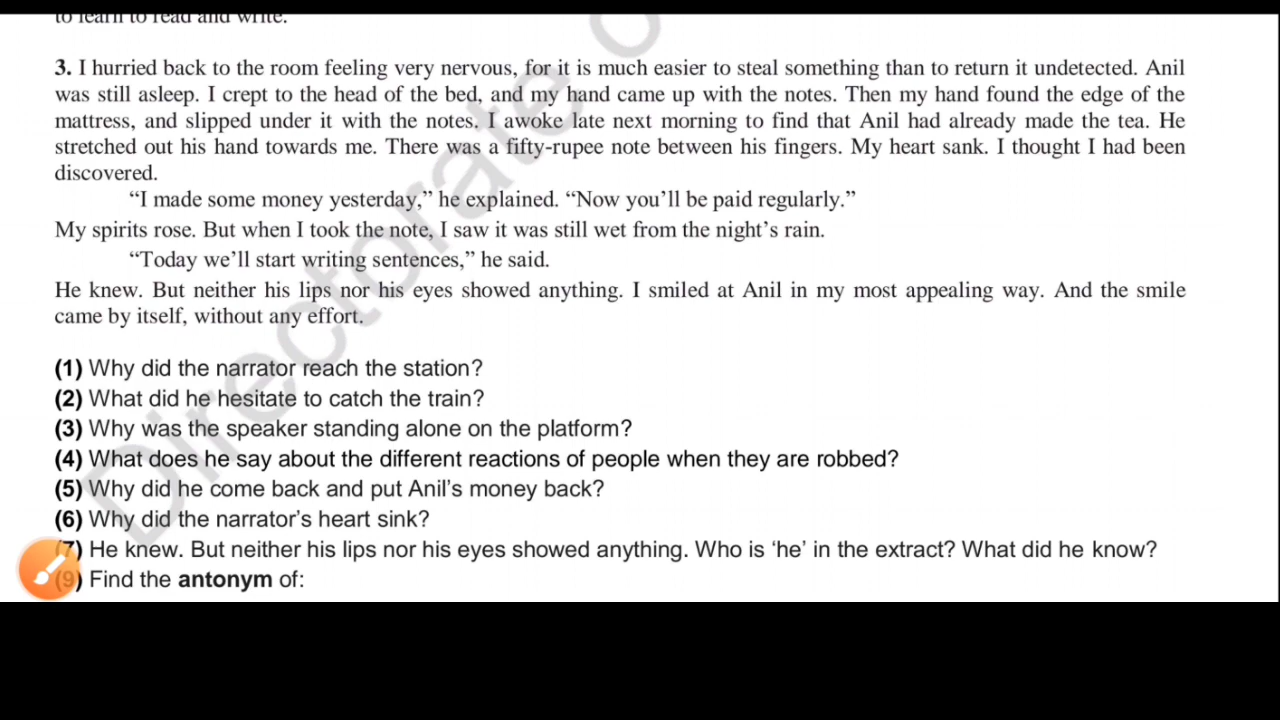 to learn to read and write.
3. I hurried back to the room feeling very nervous, for it is much easier to steal something than to return it undetected. Anil
was still asleep. I crept to the head of the bed, and my hand came up with the notes. Then my hand found the edge of the
mattress, and slipped under it with the notes. I awoke late next morning to find that Anil had already made the tea. He
stretched out his hand towards me. There was a fifty-rupee note between his fingers. My heart sank. I thought I had been
discovered.
“I made some money yesterday,” he explained. “Now you’ll be paid regularly.”
My spirits rose. But when I took the note, I saw it was still wet from the night’s rain.
“Today we’ll start writing sentences,” he said.
He knew. But neither his lips nor his eyes showed anything. I smiled at Anil in my most appealing way. And the smile
came by itself, without any effort.
(1) Why did the narrator reach the station?
(2) What did he hesitate to catch the train?
(3) Why was the speaker standing alone on the platform?
(4) What does he say about the different reactions of people when they are robbed?
(5) Why did he come back and put Anil’s money back?
(6) Why did the narrator’s heart sink?
(7) He knew. But neither his lips nor his eyes showed anything. Who is ‘he’ in the extract? What did he know?
(9) Find the antonym of:
Directorate o